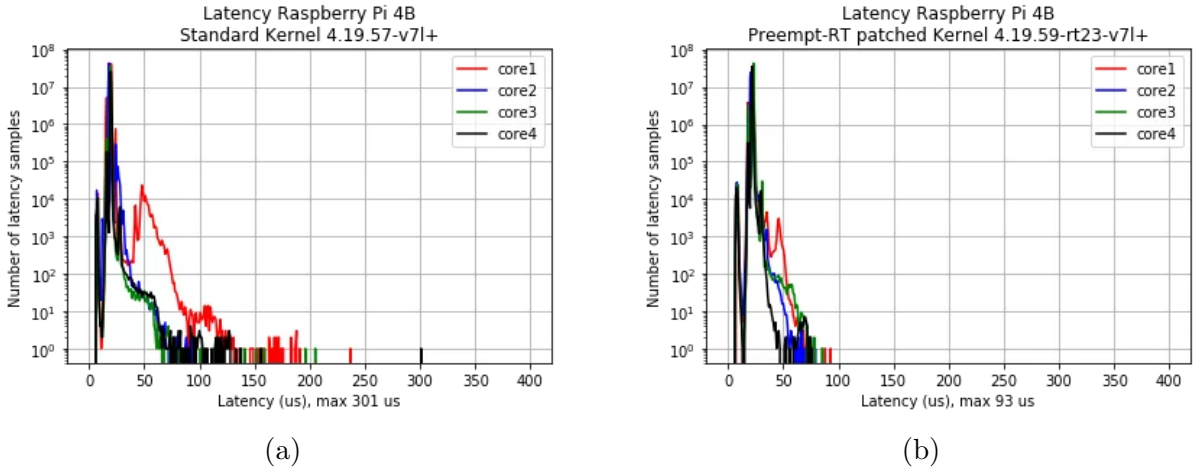 Latency Raspberry Pi 4B
Standard Kernel 4.19.57-v7l+
10⁸
10⁷
10⁶
10⁵
10⁴
10³
10²
10¹
10⁰
Number of latency samples
core1
core2
core3
core4
0 50 100 150 200 250 300 350 400
Latency (us), max 301 us
(a)
Latency Raspberry Pi 4B
Preempt-RT patched Kernel 4.19.59-rt23-v7l+
10⁸
10⁷
10⁶
10⁵
10⁴
10³
10²
10¹
10⁰
Number of latency samples
core1
core2
core3
core4
0 50 100 150 200 250 300 350 400
Latency (us), max 93 us
(b)